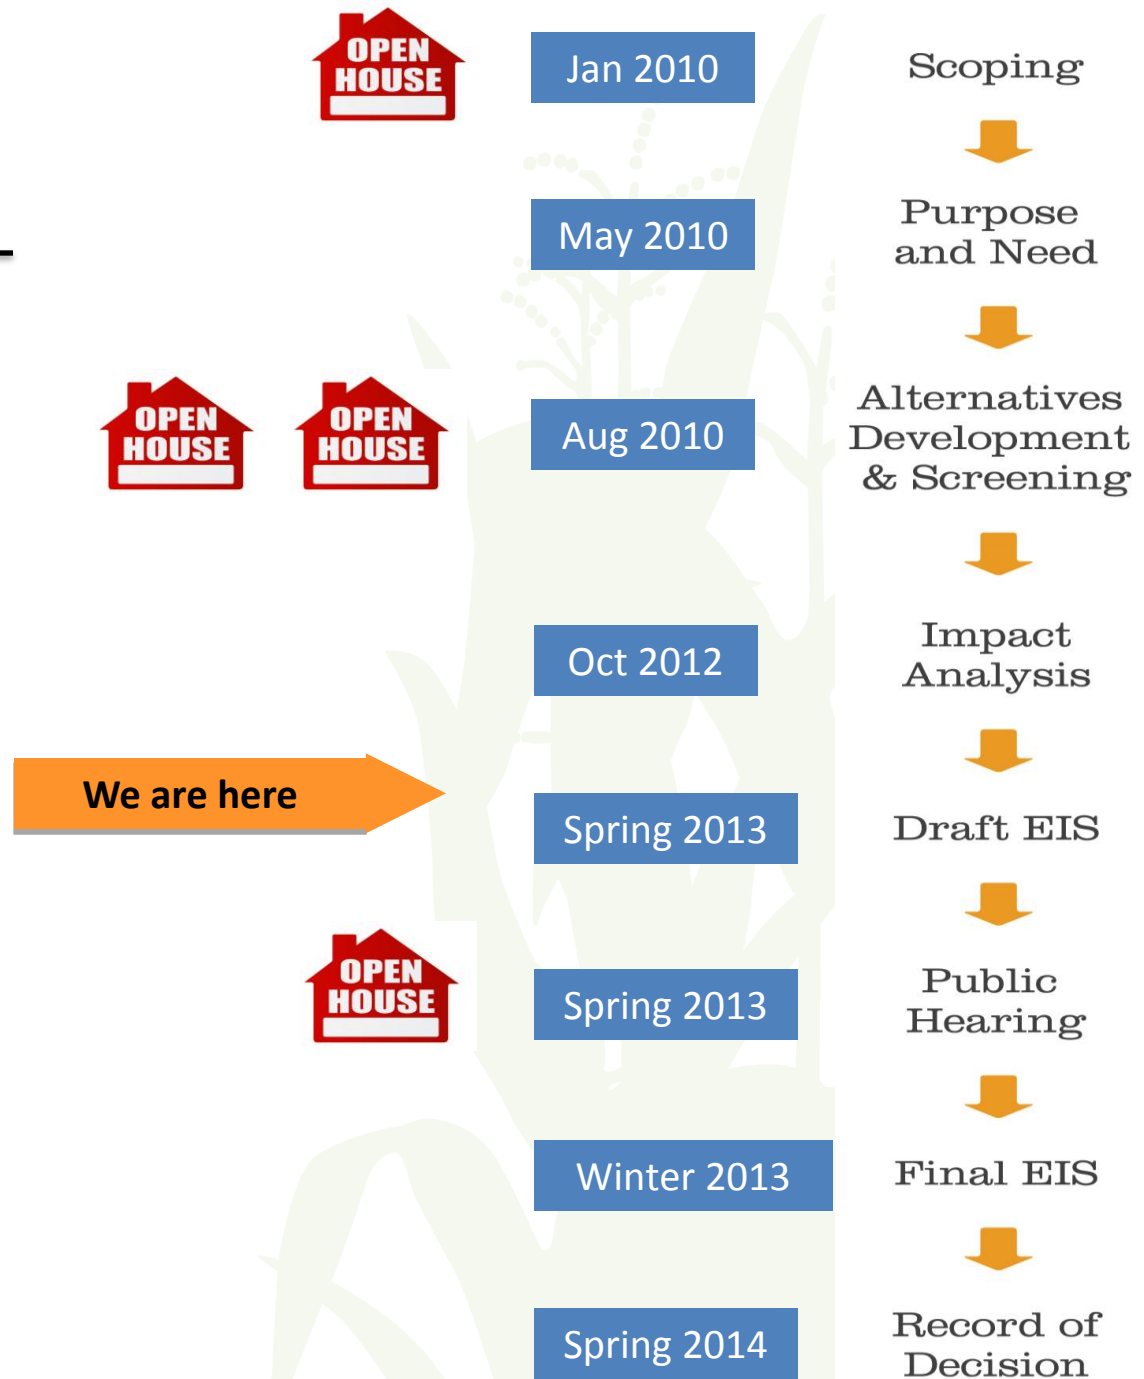 OPEN
HOUSE
Jan 2010
Scoping
May 2010
Purpose
and Need
OPEN
HOUSE
OPEN
HOUSE
Aug 2010
Alternatives
Development
& Screening
Oct 2012
Impact
Analysis
We are here
Spring 2013
Draft EIS
OPEN
HOUSE
Spring 2013
Public
Hearing
Winter 2013
Final EIS
Spring 2014
Record of
Decision